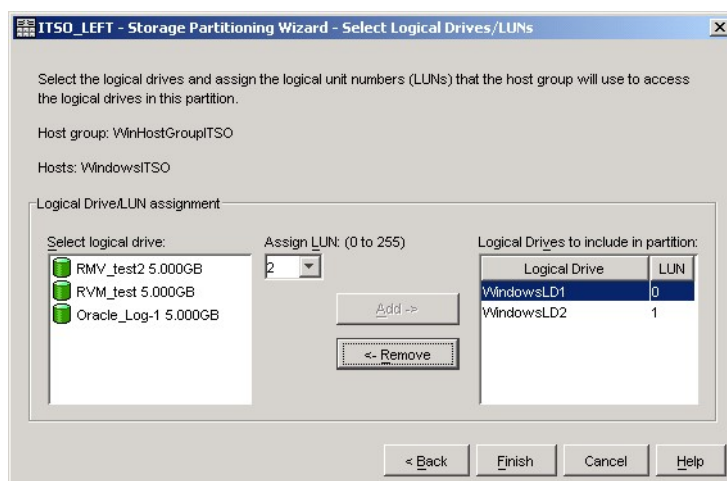 ITSO_LEFT - Storage Partitioning Wizard - Select Logical Drives/LUNs
Select the logical drives and assign the logical unit numbers (LUNs) that the host group will use to access
the logical drives in this partition.
Host group: WinHostGroupITSO
Hosts: WindowsITSO
Logical Drive/LUN assignment
Select logical drive:
RMV_test2 5.000GB
RVM_test 5.000GB
Oracle_Log-1 5.000GB
Assign LUN: (0 to 255)
2
Add ->
<- Remove
Logical Drives to include in partition:
Logical Drive LUN
WindowsLD1 0
WindowsLD2 1
< Back Finish Cancel Help